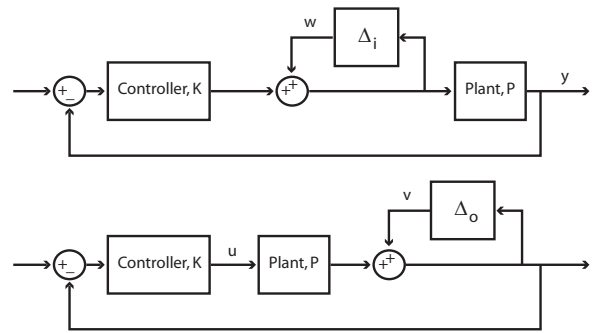 w
Δi
y
+
−
Controller, K
++
Plant, P
v
Δo
u
+
−
Controller, K
Plant, P
++